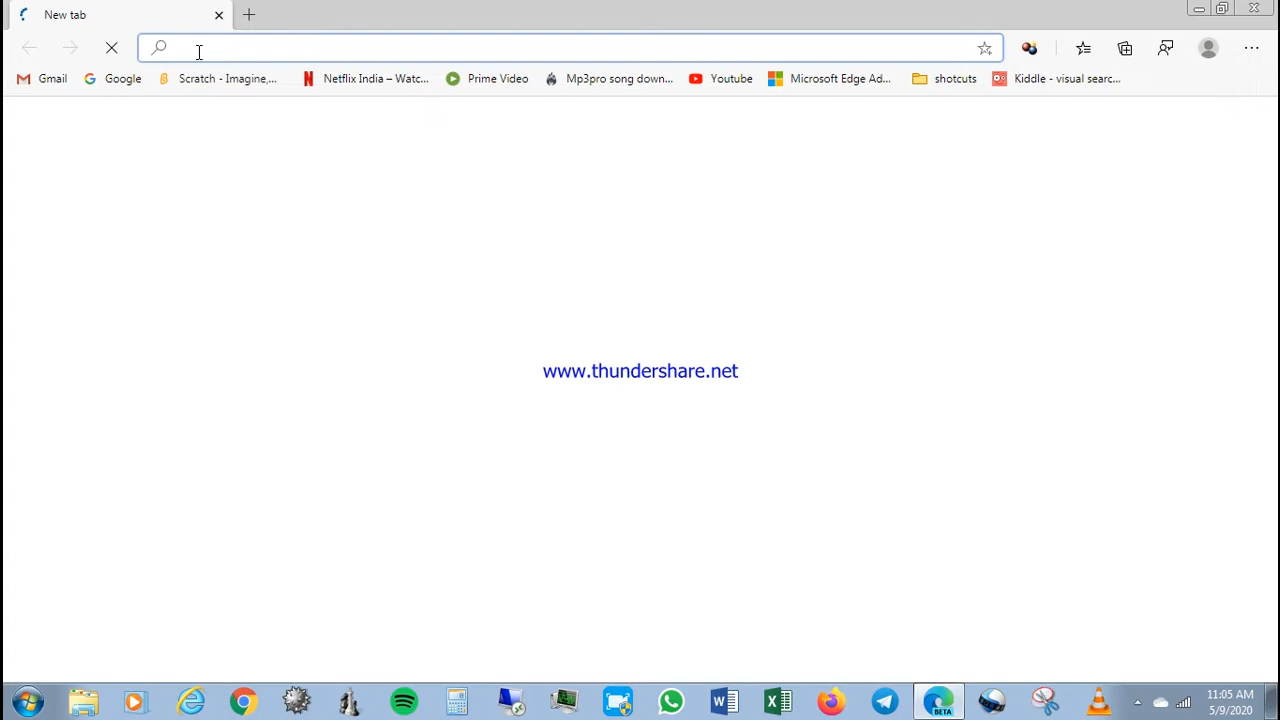 New tab
Gmail Google Scratch - Imagine,... Netflix India – Watc... Prime Video Mp3pro song down... Youtube Microsoft Edge Ad... shotcuts Kiddle - visual searc...
www.thundershare.net
BETA
11:05 AM
5/9/2020